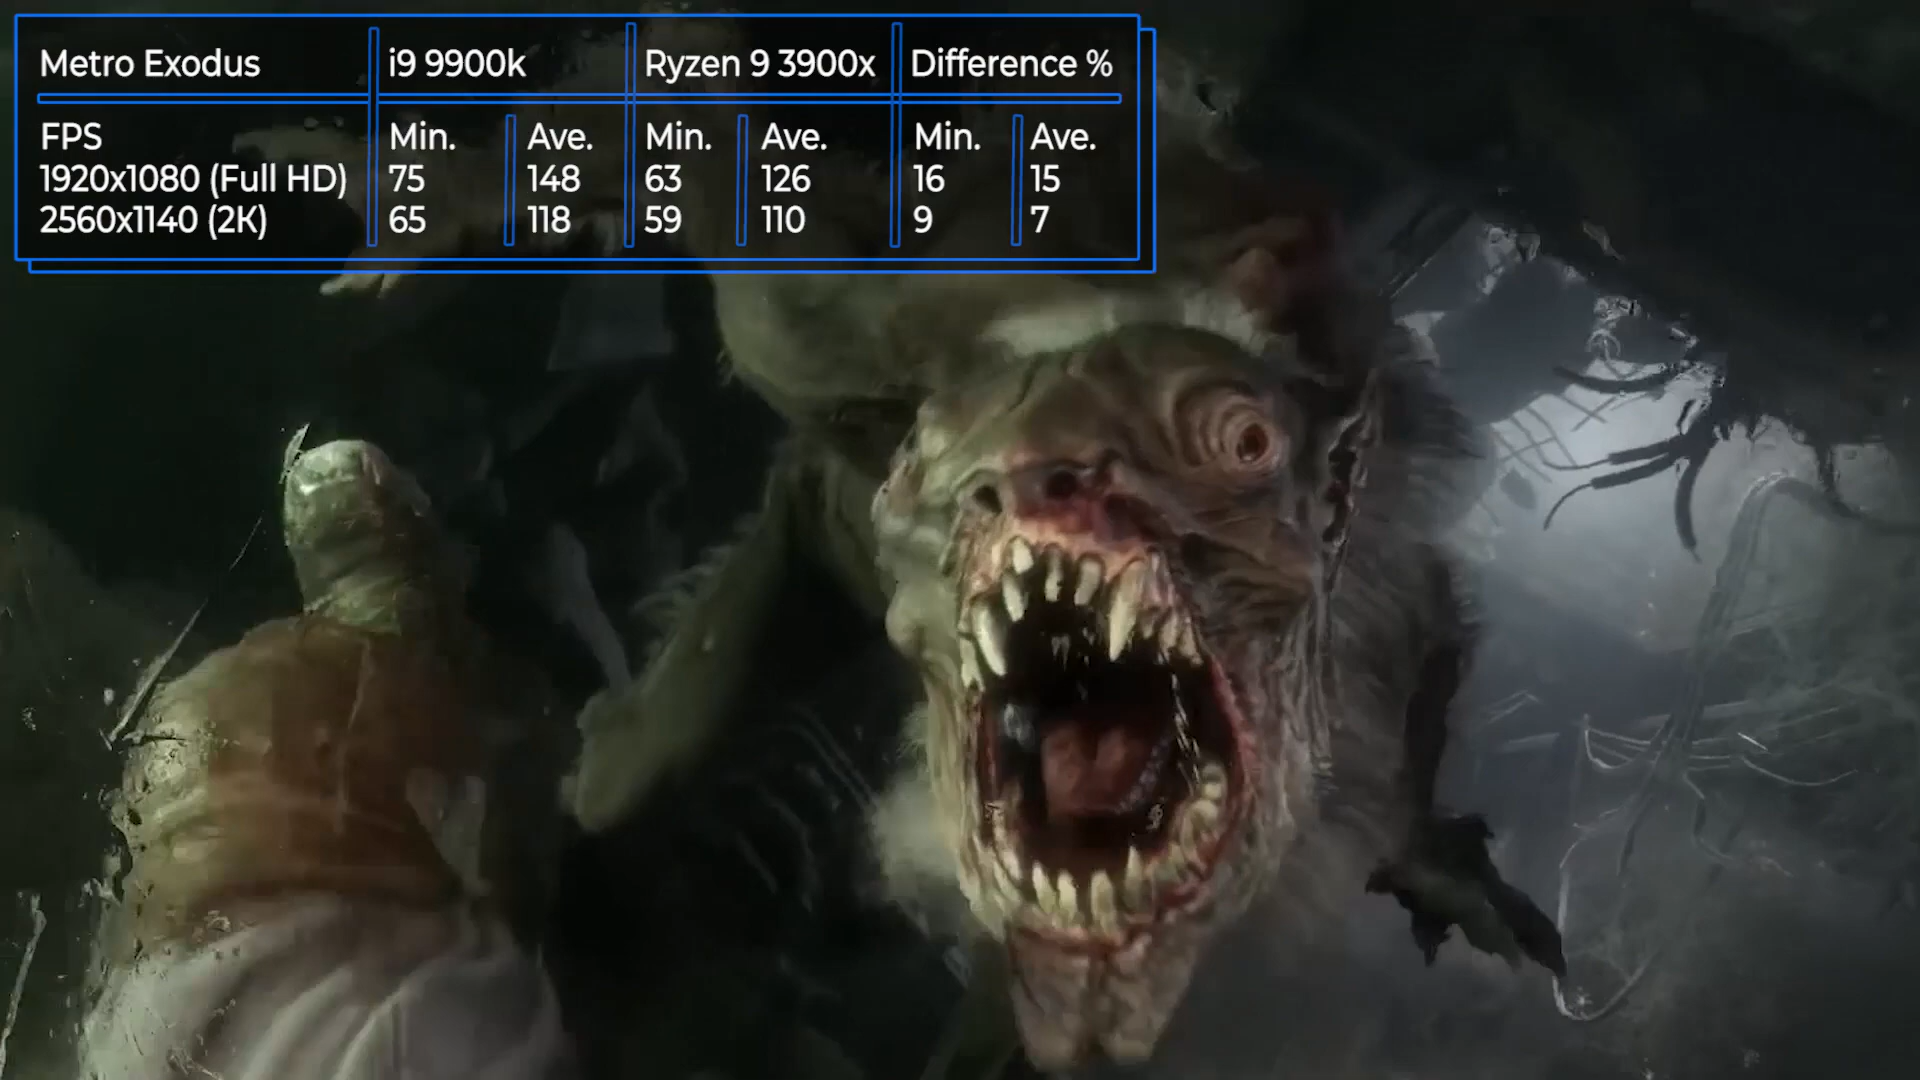 Metro Exodus i9 9900k Ryzen 9 3900x Difference %
FPS Min. Ave. Min. Ave. Min. Ave.
1920x1080 (Full HD) 75 148 63 126 16 15
2560x1140 (2K) 65 118 59 110 9 7